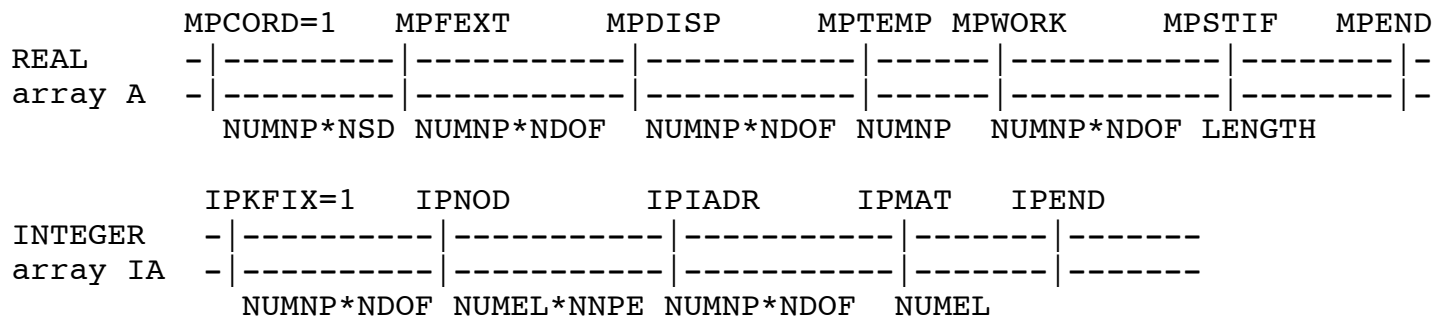 MPCORD=1 MPFEXT MPDISP MPTEMP MPWORK MPSTIF MPEND
REAL -|---------|-----------|-----------|------|-----------|--------|-
array A -|---------|-----------|-----------|------|-----------|--------|-
NUMNP*NSD NUMNP*NDOF NUMNP*NDOF NUMNP NUMNP*NDOF LENGTH
IPKFIX=1 IPNOD IPIADR IPMAT IPEND
INTEGER -|----------|-----------|-----------|-------|-------
array IA -|----------|-----------|-----------|-------|-------
NUMNP*NDOF NUMEL*NNPE NUMNP*NDOF NUMEL